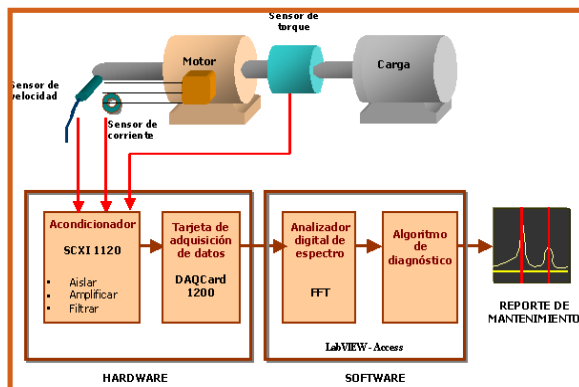 Sensor de
torque
Motor
Carga
Sensor de
velocidad
Sensor de
corriente
Acondicionador
SCXI 1120
• Aislar
• Amplificar
• Filtrar
Tarjeta de
adquisición
de datos
DAQCard
1200
Analizador
digital de
espectro
FFT
Algoritmo
de
diagnóstico
LabVIEW - Access
REPORTE DE
MANTENIMIENTO
HARDWARE
SOFTWARE